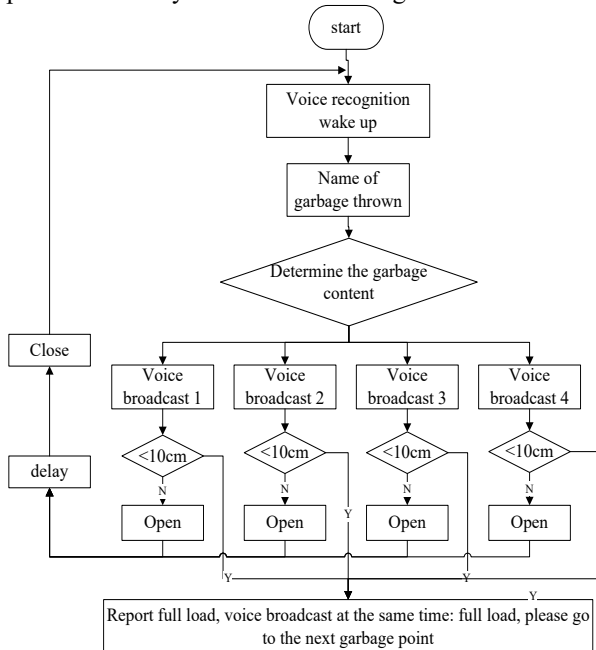 start
Voice recognition
wake up
Name of
garbage thrown
Determine the garbage
content
Close
Voice
broadcast 1
Voice
broadcast 2
Voice
broadcast 3
Voice
broadcast 4
<10cm
<10cm
<10cm
<10cm
delay
N
N
N
N
Y
Open
Open
Open
Open
Y
Y
Y
Report full load, voice broadcast at the same time: full load, please go
to the next garbage point